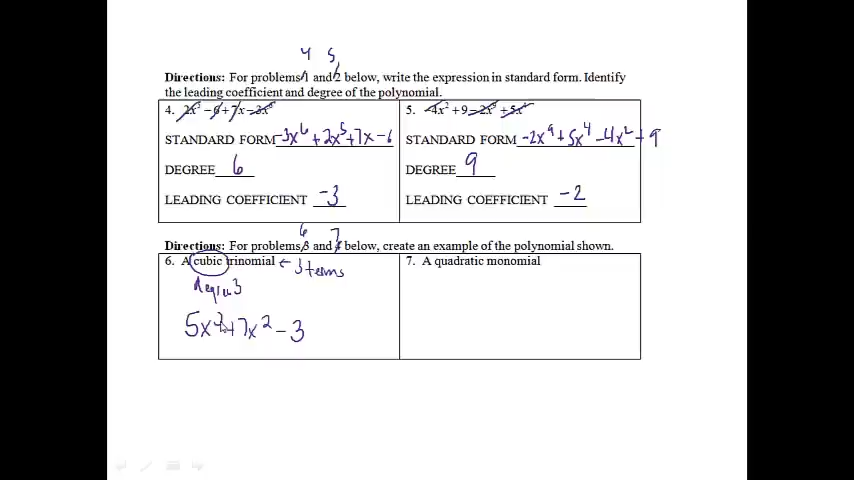 4 5
Directions: For problems 1 and 2 below, write the expression in standard form. Identify
the leading coefficient and degree of the polynomial.
4. 2x⁵ − 6 + 7x − 3x⁶
STANDARD FORM -3x⁶ + 2x⁵ + 7x - 6
DEGREE 6
LEADING COEFFICIENT -3
5. −4x² + 9 − 2x⁹ + 5x⁴
STANDARD FORM -2x⁹ + 5x⁴ - 4x² + 9
DEGREE 9
LEADING COEFFICIENT -2
6 7
Directions: For problems 3 and 4 below, create an example of the polynomial shown.
6. A cubic trinomial ← 3 terms
degree 3
5x³ + 7x² - 3
7. A quadratic monomial